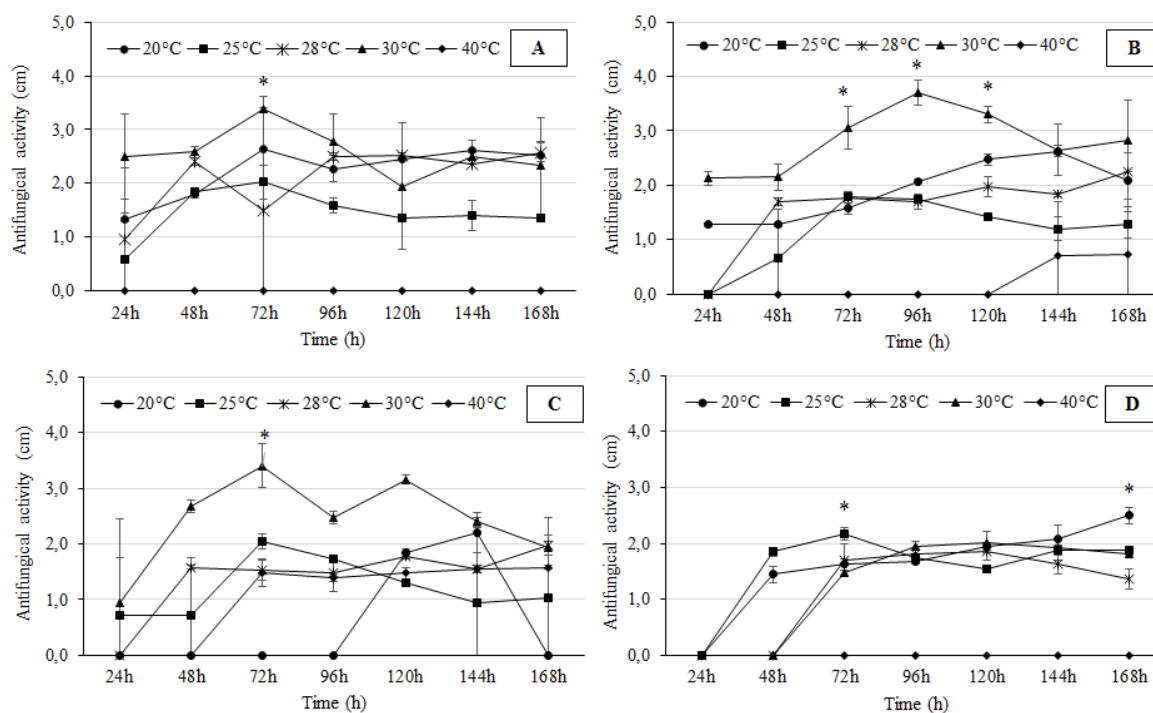 5,0
4,0
3,0
2,0
1,0
0,0
Antifungical activity (cm)
20°C 25°C 28°C 30°C 40°C
A
*
24h 48h 72h 96h 120h 144h 168h
Time (h)
5,0
4,0
3,0
2,0
1,0
0,0
Antifungical activity (cm)
20°C 25°C 28°C 30°C 40°C
B
* * *
24h 48h 72h 96h 120h 144h 168h
Time (h)
5,0
4,0
3,0
2,0
1,0
0,0
Antifungical activity (cm)
20°C 25°C 28°C 30°C 40°C
C
*
24h 48h 72h 96h 120h 144h 168h
Time (h)
5,0
4,0
3,0
2,0
1,0
0,0
Antifungical activity (cm)
20°C 25°C 28°C 30°C 40°C
D
* *
24h 48h 72h 96h 120h 144h 168h
Time (h)